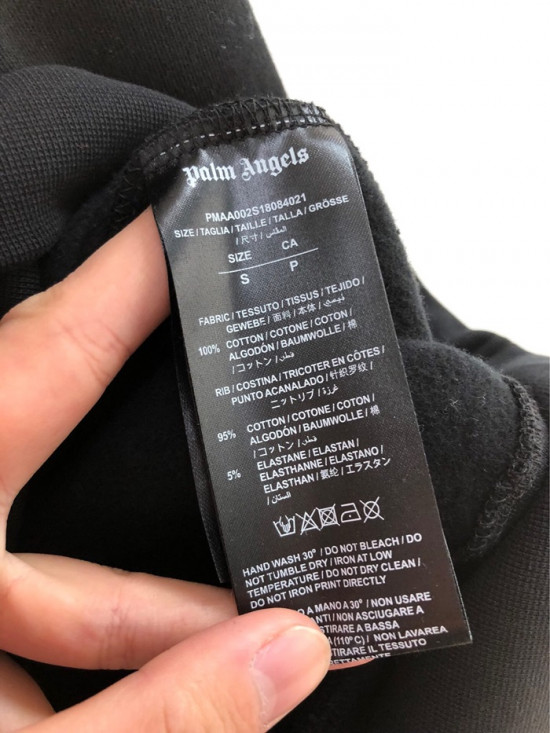 Palm Angels
PMAA002S18084021
SIZE / TAGLIA / TAILLE / TALLA / GRÖSSE
/ 尺寸 / المقاس
SIZE CA
S P
FABRIC / TESSUTO / TISSUS / TEJIDO /
GEWEBE / 面料 / 本体 /
100% COTTON / COTONE / COTON /
ALGODÓN / BAUMWOLLE / 棉
/ コットン / قطن /
RIB / COSTINA / TRICOTER EN CÔTES /
PUNTO ACANALADO / 针织罗纹 /
ニットリブ /
95% COTTON / COTONE / COTON /
ALGODÓN / BAUMWOLLE / 棉
/ コットン / قطن /
5% ELASTANE / ELASTAN /
ELASTHANNE / ELASTANO /
ELASTHAN / 氨纶 / エラスタン
HAND WASH 30° / DO NOT BLEACH / DO
NOT TUMBLE DRY / IRON AT LOW
TEMPERATURE / DO NOT DRY CLEAN /
DO NOT IRON PRINT DIRECTLY
A MANO A 30° / NON USARE
/ NON ASCIUGARE A
STIRARE A BASSA
(110°C) / NON LAVAREA
STIRARE IL TESSUTO